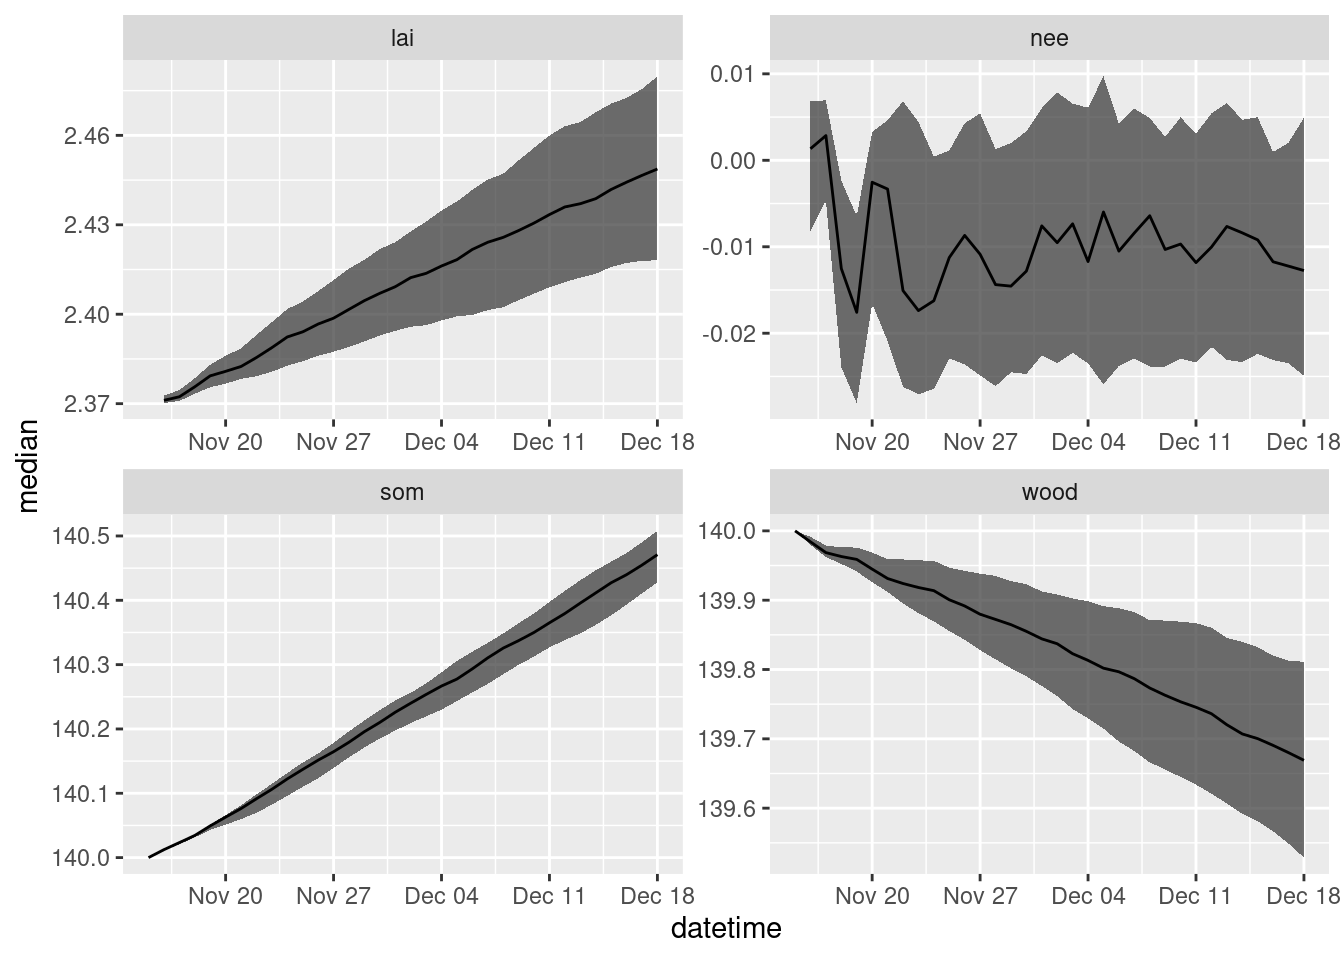 lai
nee
2.46
2.43
2.40
2.37
0.01
0.00
-0.01
-0.02
Nov 20 Nov 27 Dec 04 Dec 11 Dec 18
Nov 20 Nov 27 Dec 04 Dec 11 Dec 18
median
som
wood
140.5
140.4
140.3
140.2
140.1
140.0
140.0
139.9
139.8
139.7
139.6
Nov 20 Nov 27 Dec 04 Dec 11 Dec 18
Nov 20 Nov 27 Dec 04 Dec 11 Dec 18
datetime